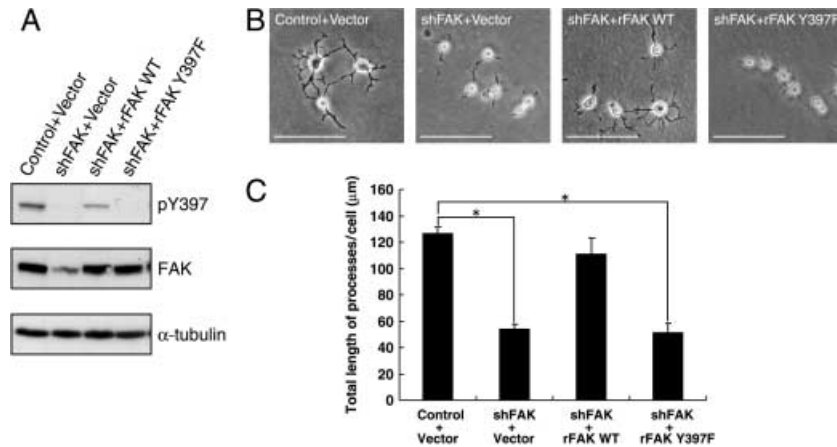 A
Control+Vector
shFAK+Vector
shFAK+rFAK WT
shFAK+rFAK Y397F
pY397
FAK
α-tubulin
B
Control+Vector
shFAK+Vector
shFAK+rFAK WT
shFAK+rFAK Y397F
C
Total length of processes/cell (μm)
160
140
120
100
80
60
40
20
0
*
*
Control
+
Vector
shFAK
+
Vector
shFAK
+
rFAK WT
shFAK
+
rFAK Y397F